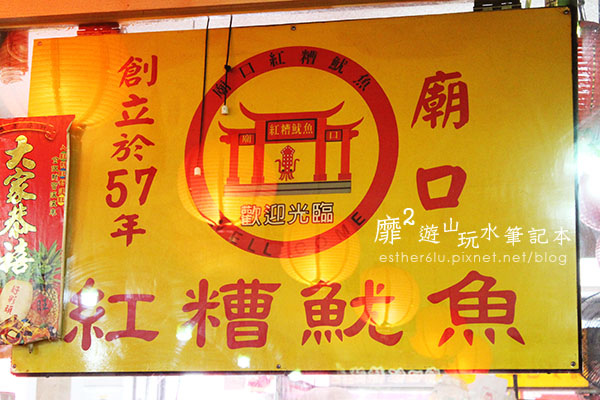 創立於57年
廟口紅糟魷魚
紅糟魷魚
廟口
歡迎光臨
WELL COME
廟口
紅糟魷魚
大家恭禧
靡2遊山玩水筆記本
esther6lu.pixnet.net/blog